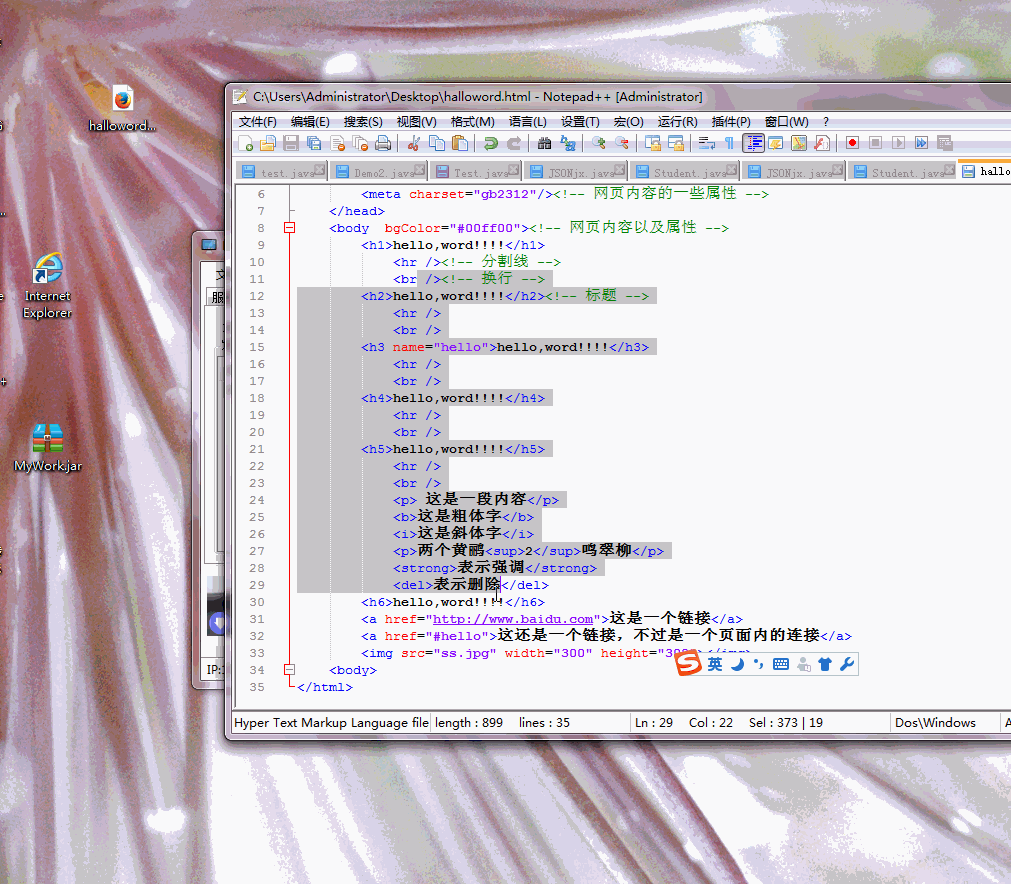 halloword...
Internet
Explorer
MyWork.jar
C:\Users\Administrator\Desktop\halloword.html - Notepad++ [Administrator]
文件(F) 编辑(E) 搜索(S) 视图(V) 格式(M) 语言(L) 设置(T) 宏(O) 运行(R) 插件(P) 窗口(W) ?
test.java Demo2.java Test.java JSONjx.java Student.java JSONjx.java Student.java hallo
6 <meta charset="gb2312"/><!-- 网页内容的一些属性 -->
7 </head>
8 <body  bgColor="#00ff00"><!-- 网页内容以及属性 -->
9 <h1>hello,word!!!!</h1>
10 <hr /><!-- 分割线 -->
11 <br /><!-- 换行 -->
12 <h2>hello,word!!!!</h2><!-- 标题 -->
13 <hr />
14 <br />
15 <h3 name="hello">hello,word!!!!</h3>
16 <hr />
17 <br />
18 <h4>hello,word!!!!</h4>
19 <hr />
20 <br />
21 <h5>hello,word!!!!</h5>
22 <hr />
23 <br />
24 <p> 这是一段内容</p>
25 <b>这是粗体字</b>
26 <i>这是斜体字</i>
27 <p>两个黄鹂<sup>2</sup>鸣翠柳</p>
28 <strong>表示强调</strong>
29 <del>表示删除</del>
30 <h6>hello,word!!!!</h6>
31 <a href="http://www.baidu.com">这是一个链接</a>
32 <a href="#hello">这还是一个链接，不过是一个页面内的连接</a>
33 <img src="ss.jpg" width="300" height="300"></img>
34 <body>
35 </html>
英
IP:
Hyper Text Markup Language file length : 899 lines : 35 Ln : 29 Col : 22 Sel : 373 | 19 Dos\Windows A